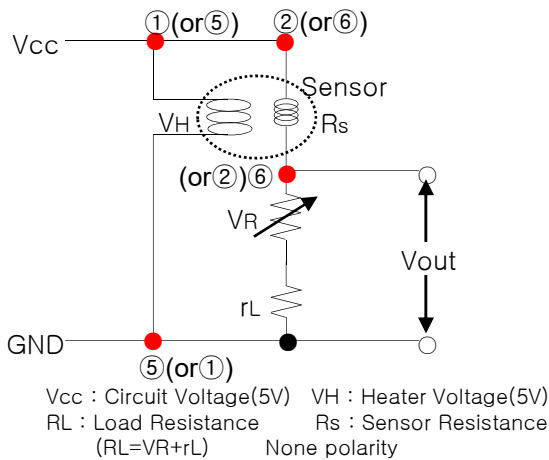 ①(or⑤) ②(or⑥)
Vcc
Sensor
VH Rs
(or②)⑥
VR
Vout
rL
GND
⑤(or①)
Vcc : Circuit Voltage(5V) VH : Heater Voltage(5V)
RL : Load Resistance Rs : Sensor Resistance
(RL=VR+rL) None polarity